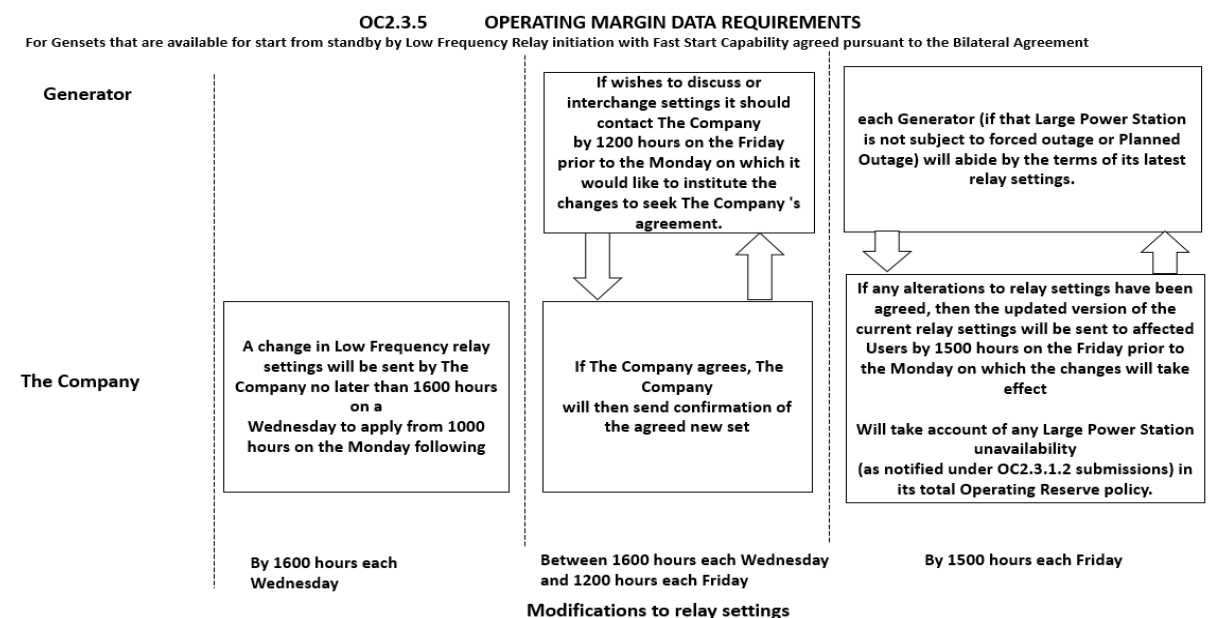 OC2.3.5 OPERATING MARGIN DATA REQUIREMENTS
For Gensets that are available for start from standby by Low Frequency Relay initiation with Fast Start Capability agreed pursuant to the Bilateral Agreement
Generator
If wishes to discuss or
interchange settings it should
contact The Company
by 1200 hours on the Friday
prior to the Monday on which it
would like to institute the
changes to seek The Company 's
agreement.
each Generator (if that Large Power Station
is not subject to forced outage or Planned
Outage) will abide by the terms of its latest
relay settings.
The Company
A change in Low Frequency relay
settings will be sent by The
Company no later than 1600 hours
on a
Wednesday to apply from 1000
hours on the Monday following
If The Company agrees, The
Company
will then send confirmation of
the agreed new set
If any alterations to relay settings have been
agreed, then the updated version of the
current relay settings will be sent to affected
Users by 1500 hours on the Friday prior to
the Monday on which the changes will take
effect
Will take account of any Large Power Station
unavailability
(as notified under OC2.3.1.2 submissions) in
its total Operating Reserve policy.
By 1600 hours each
Wednesday
Between 1600 hours each Wednesday
and 1200 hours each Friday
By 1500 hours each Friday
Modifications to relay settings